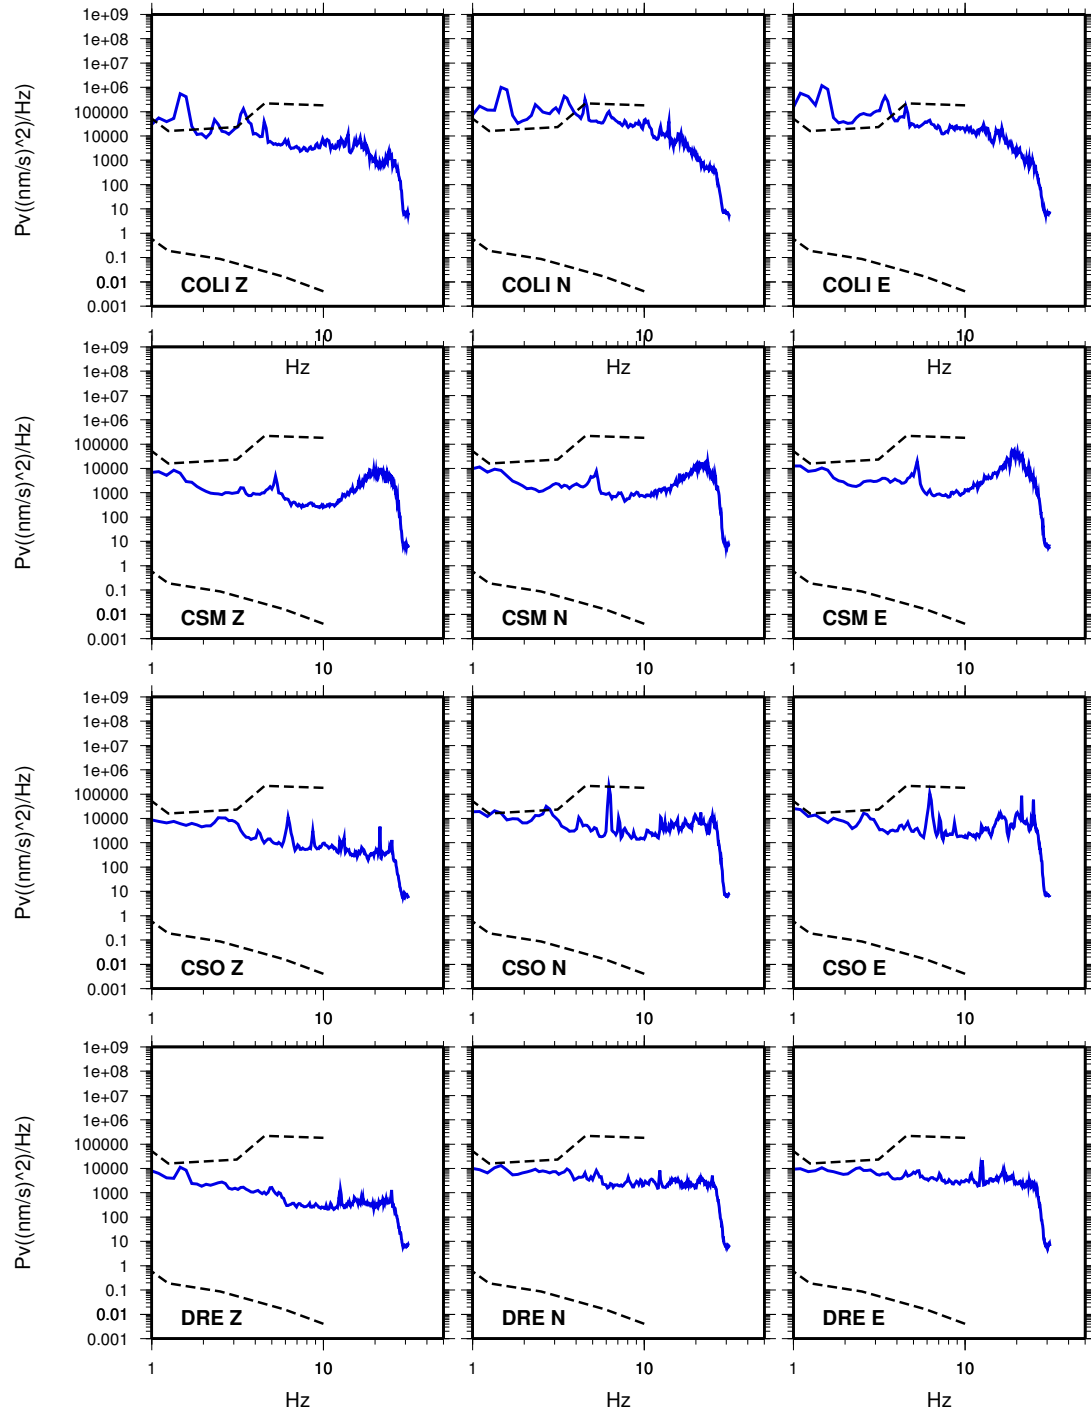 1e+09
1e+08
1e+07
1e+06
100000
10000
1000
100
10
1
0.1
0.01
0.001
Pv((nm/s)^2)/Hz)
COLI Z COLI N COLI E
1 10 1 10 1 10
Hz Hz Hz
1e+09
1e+08
1e+07
1e+06
100000
10000
1000
100
10
1
0.1
0.01
0.001
Pv((nm/s)^2)/Hz)
CSM Z CSM N CSM E
1 10 1 10 1 10
1e+09
1e+08
1e+07
1e+06
100000
10000
1000
100
10
1
0.1
0.01
0.001
Pv((nm/s)^2)/Hz)
CSO Z CSO N CSO E
1 10 1 10 1 10
1e+09
1e+08
1e+07
1e+06
100000
10000
1000
100
10
1
0.1
0.01
0.001
Pv((nm/s)^2)/Hz)
DRE Z DRE N DRE E
1 10 1 10 1 10
Hz Hz Hz